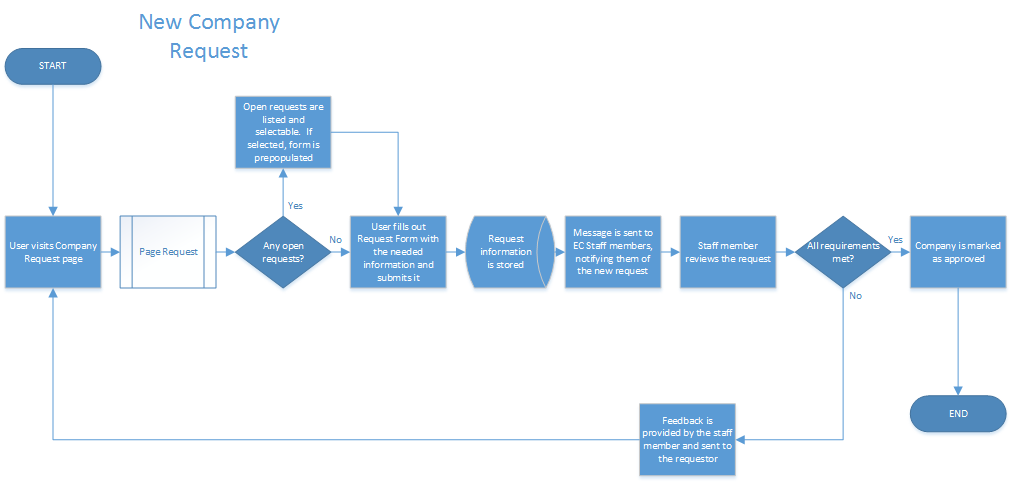 New Company
Request
START
Open requests are
listed and
selectable.  If
selected, form is
prepopulated
Yes
User visits Company
Request page
Page Request
Any open
requests?
No
User fills out
Request Form with
the needed
information and
submits it
Request
information
is stored
Message is sent to
EC Staff members,
notifying them of
the new request
Staff member
reviews the request
All requirements
met?
Yes
Company is marked
as approved
No
Feedback is
provided by the staff
member and sent to
the requestor
END